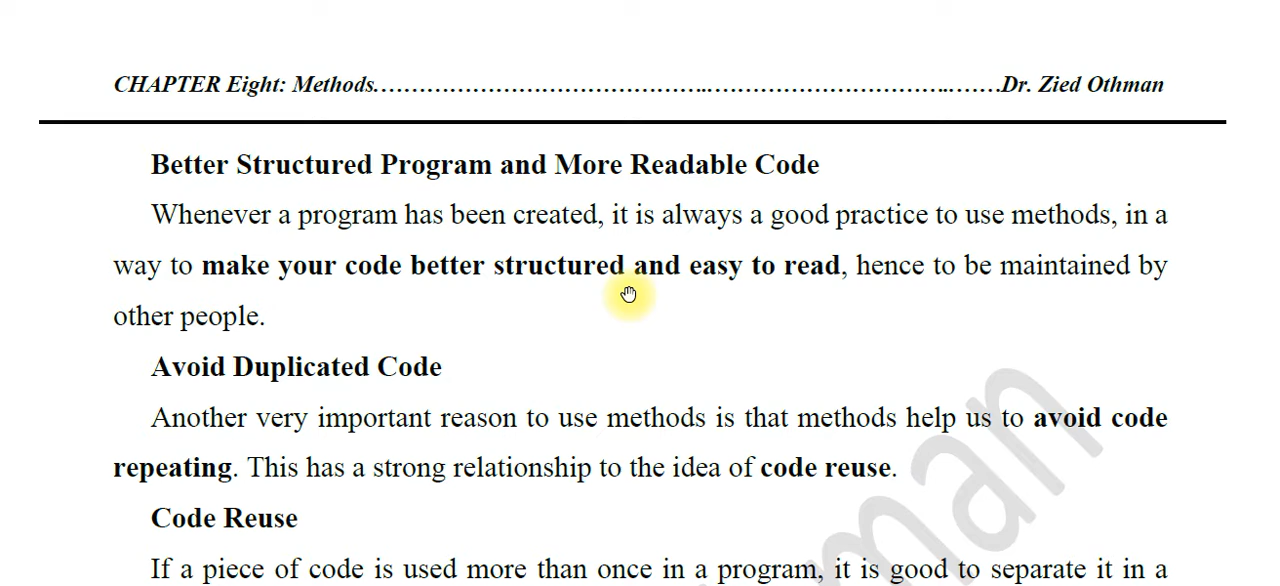 CHAPTER Eight: Methods……………………………………..…………………………..……Dr. Zied Othman
Better Structured Program and More Readable Code
Whenever a program has been created, it is always a good practice to use methods, in a
way to make your code better structured and easy to read, hence to be maintained by
other people.
Avoid Duplicated Code
Another very important reason to use methods is that methods help us to avoid code
repeating. This has a strong relationship to the idea of code reuse.
Code Reuse
If a piece of code is used more than once in a program, it is good to separate it in a
man